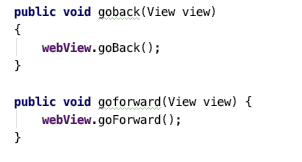 public void goback(View view)
{
    webView.goBack();
}

public void goforward(View view) {
    webView.goForward();
}